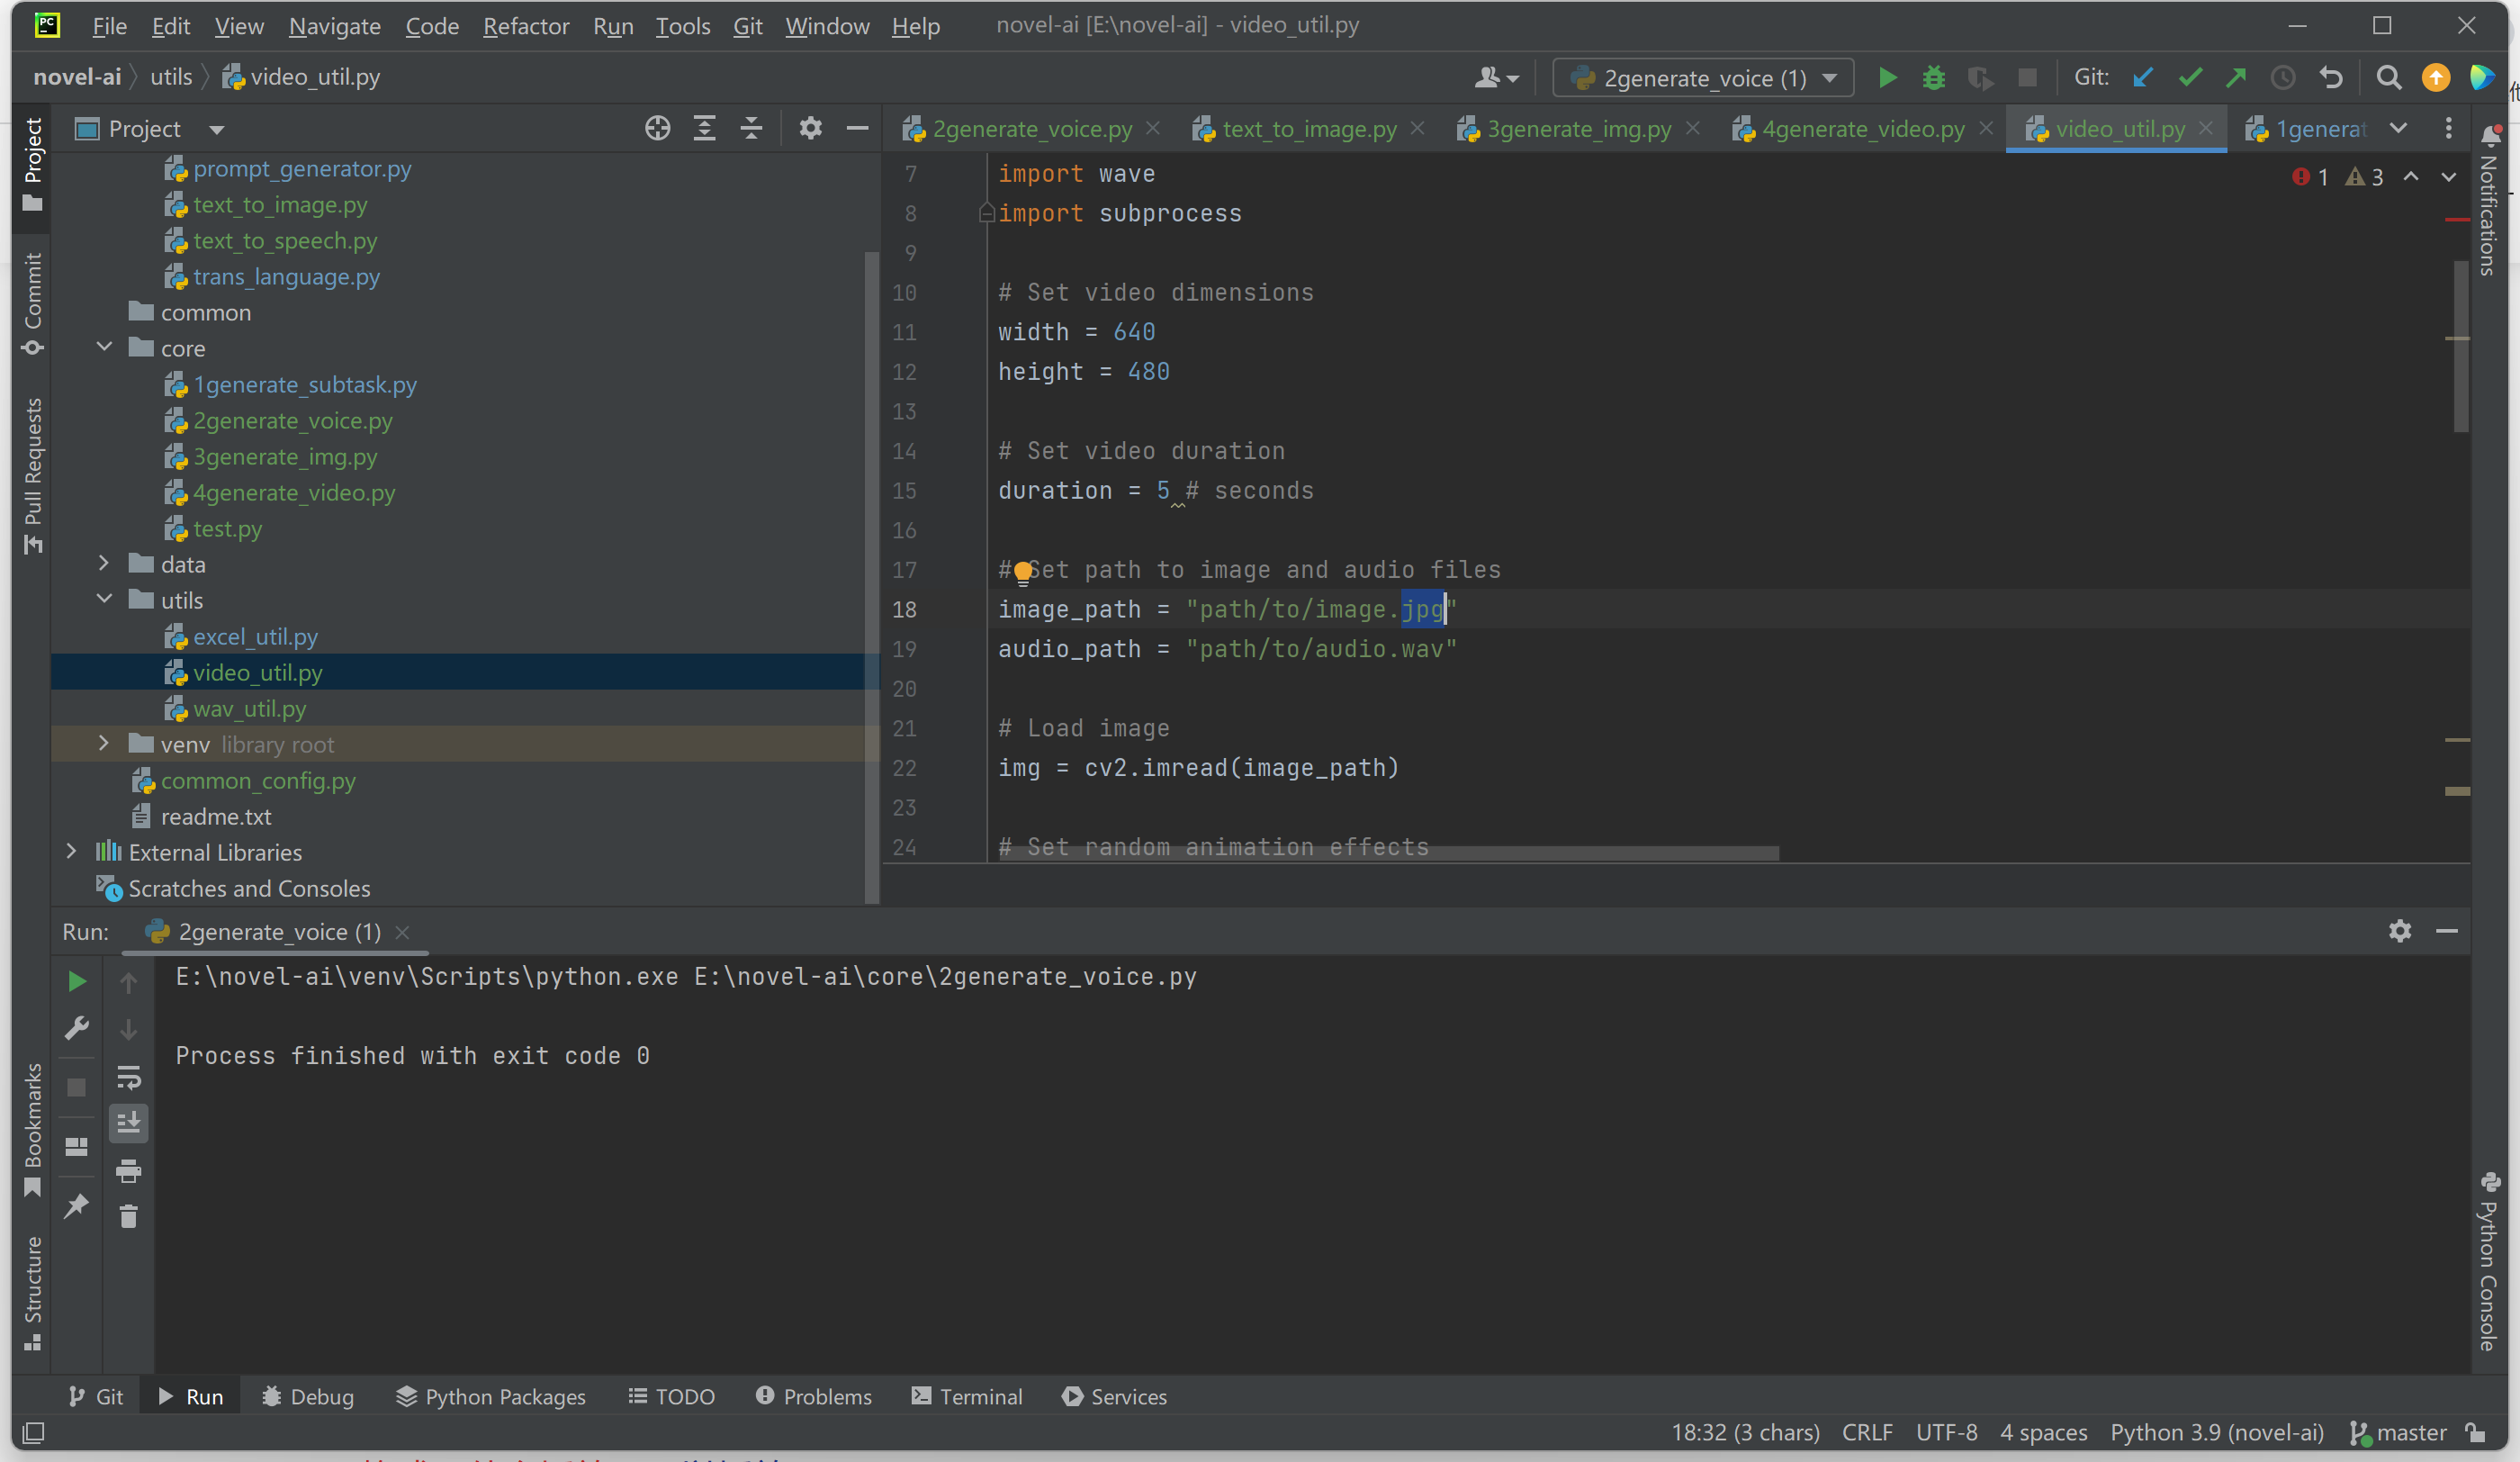 File Edit View Navigate Code Refactor Run Tools Git Window Help novel-ai [E:\novel-ai] - video_util.py
novel-ai utils video_util.py 2generate_voice (1) Git:
Project
2generate_voice.py text_to_image.py 3generate_img.py 4generate_video.py video_util.py 1generat
Project
Commit
Pull Requests
Bookmarks
Structure
prompt_generator.py
text_to_image.py
text_to_speech.py
trans_language.py
common
core
1generate_subtask.py
2generate_voice.py
3generate_img.py
4generate_video.py
test.py
data
utils
excel_util.py
video_util.py
wav_util.py
venv library root
common_config.py
readme.txt
External Libraries
Scratches and Consoles
1 3
7 import wave
8 import subprocess
9
10 # Set video dimensions
11 width = 640
12 height = 480
13
14 # Set video duration
15 duration = 5 # seconds
16
17 # Set path to image and audio files
18 image_path = "path/to/image.jpg"
19 audio_path = "path/to/audio.wav"
20
21 # Load image
22 img = cv2.imread(image_path)
23
24 # Set random animation effects
Notifications
Python Console
Run: 2generate_voice (1)
E:\novel-ai\venv\Scripts\python.exe E:\novel-ai\core\2generate_voice.py
Process finished with exit code 0
Git Run Debug Python Packages TODO Problems Terminal Services
18:32 (3 chars) CRLF UTF-8 4 spaces Python 3.9 (novel-ai) master